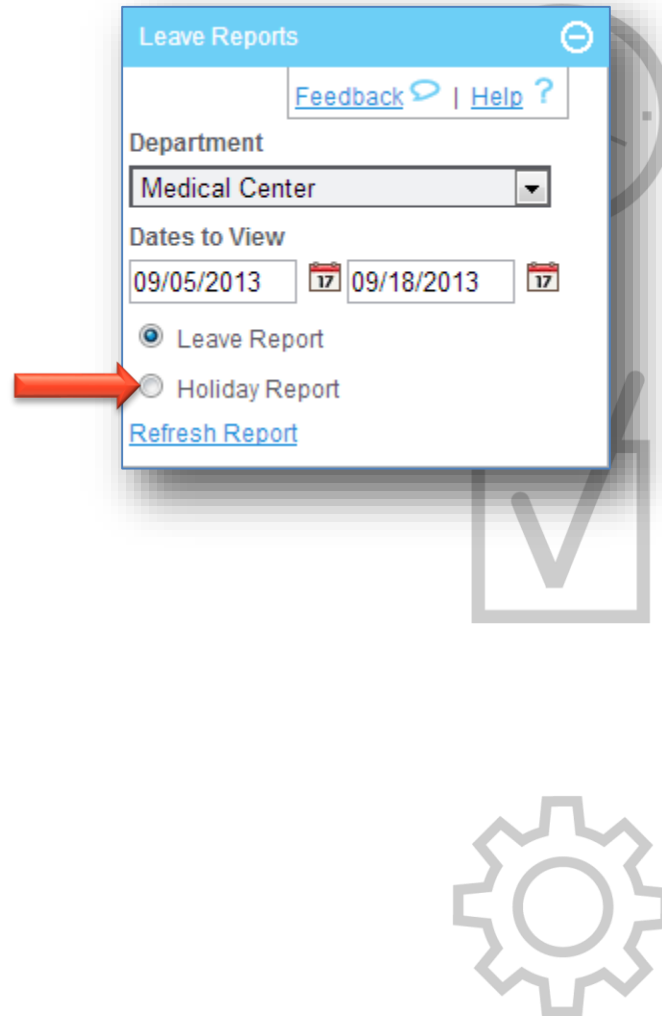 Leave Reports
Feedback | Help ?
Department
Medical Center
Dates to View
09/05/2013 17 09/18/2013 17
Leave Report
Holiday Report
Refresh Report